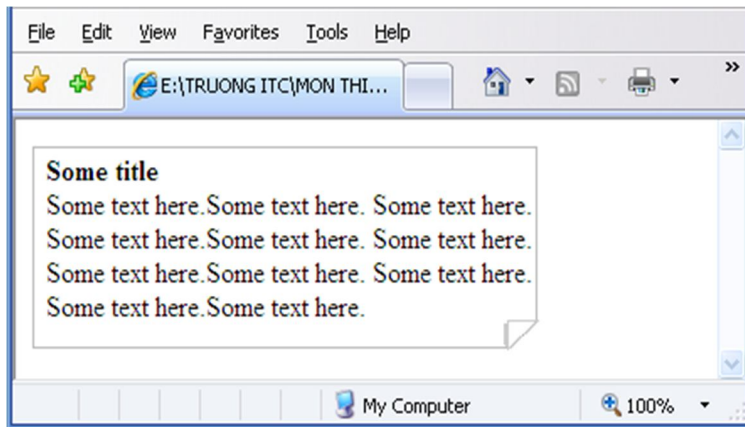 File Edit View Favorites Tools Help
E:\TRUONG ITC\MON THI...
Some title
Some text here.Some text here. Some text here.
Some text here.Some text here. Some text here.
Some text here.Some text here. Some text here.
Some text here.Some text here.
My Computer 100%